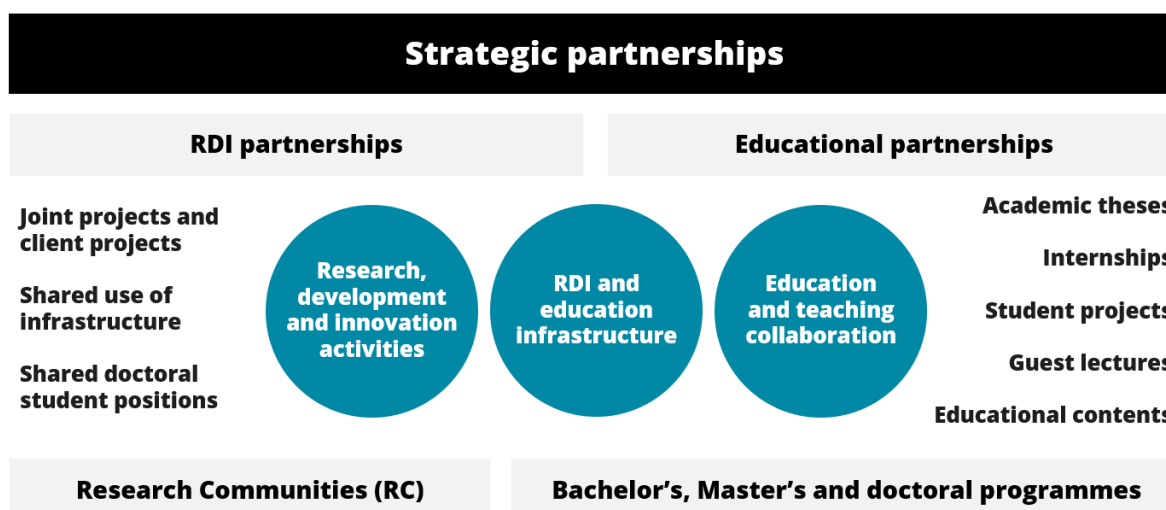 Strategic partnerships
RDI partnerships
Educational partnerships
Joint projects and
client projects
Shared use of
infrastructure
Shared doctoral
student positions
Research,
development
and innovation
activities
RDI and
education
infrastructure
Education
and teaching
collaboration
Academic theses
Internships
Student projects
Guest lectures
Educational contents
Research Communities (RC)
Bachelor’s, Master’s and doctoral programmes